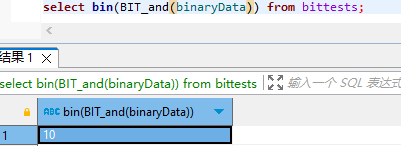 select bin(BIT_and(binaryData)) from bittests;
结果 1
select bin(BIT_and(binaryData)) from bittests
输入一个 SQL 表达式
ABC bin(BIT_and(binaryData))
1
10